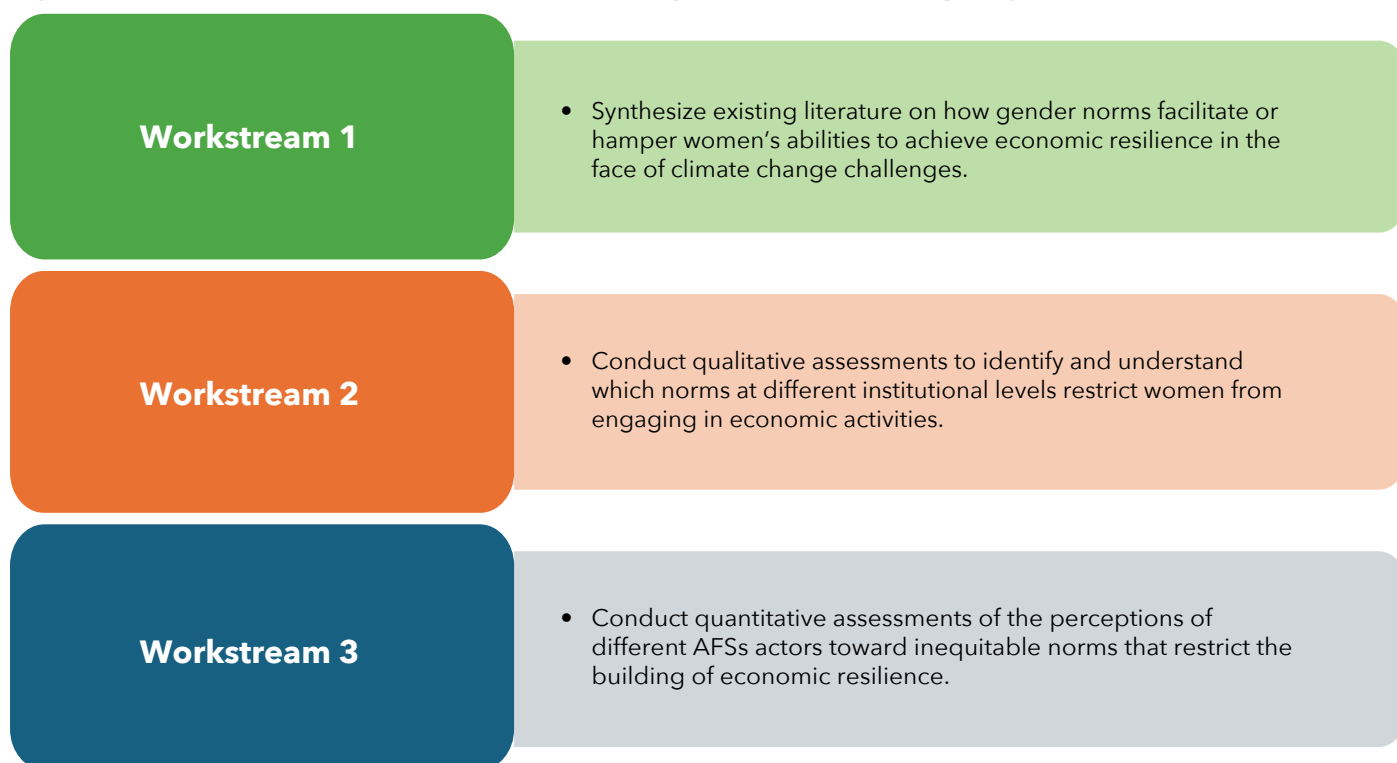 Workstream 1
• Synthesize existing literature on how gender norms facilitate or
hamper women’s abilities to achieve economic resilience in the
face of climate change challenges.
Workstream 2
• Conduct qualitative assessments to identify and understand
which norms at different institutional levels restrict women from
engaging in economic activities.
Workstream 3
• Conduct quantitative assessments of the perceptions of
different AFSs actors toward inequitable norms that restrict the
building of economic resilience.